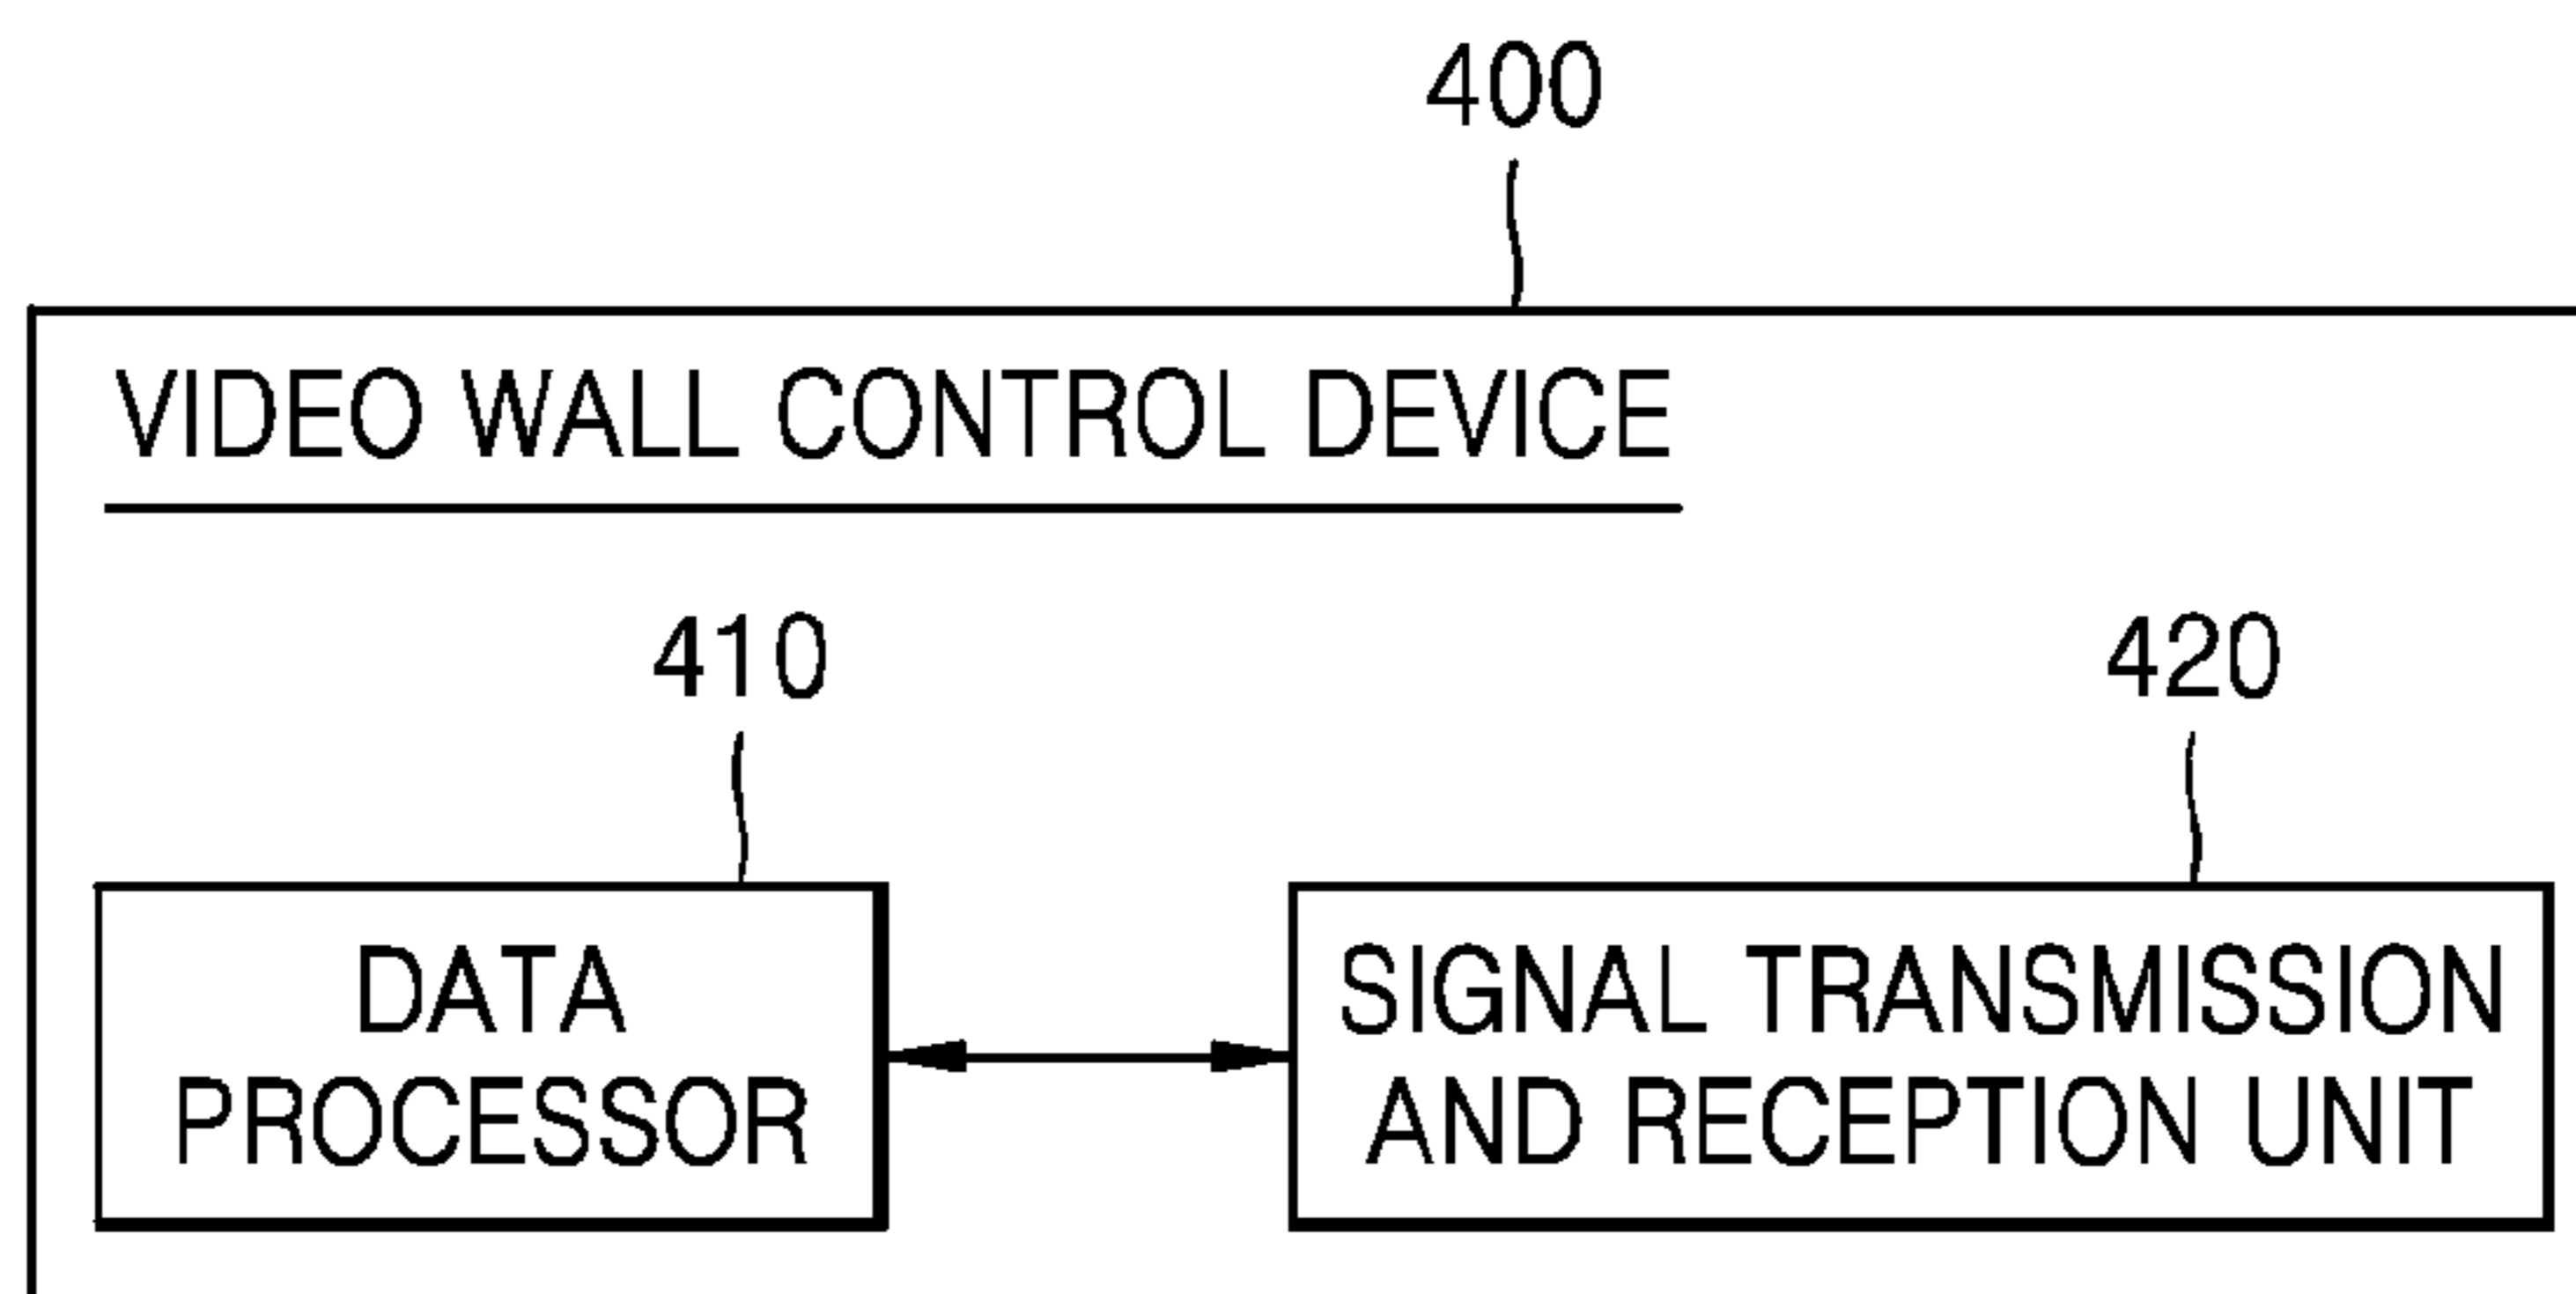 400
VIDEO WALL CONTROL DEVICE
410
420
DATA
PROCESSOR
SIGNAL TRANSMISSION
AND RECEPTION UNIT